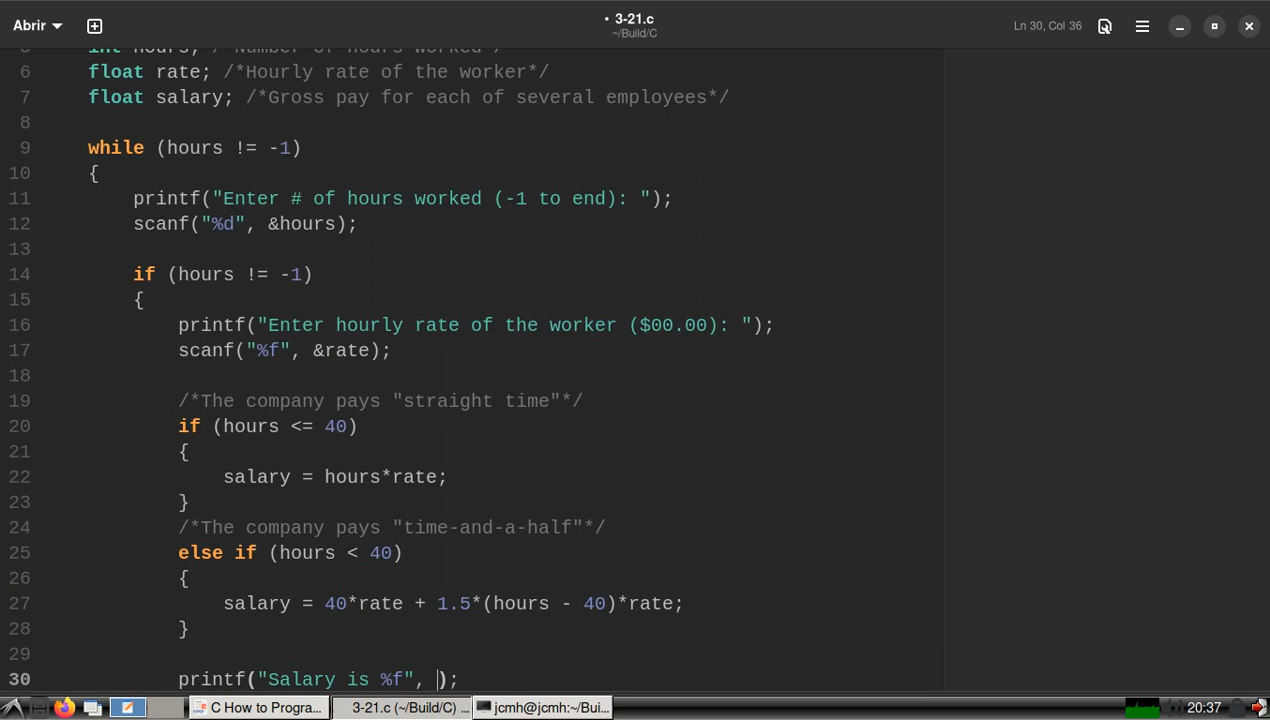 Abrir
• 3-21.c
~/Build/C
Ln 30, Col 36
int hours; /*Number of hours worked*/
6 float rate; /*Hourly rate of the worker*/
7 float salary; /*Gross pay for each of several employees*/
8
9 while (hours != -1)
10 {
11 printf("Enter # of hours worked (-1 to end): ");
12 scanf("%d", &hours);
13
14 if (hours != -1)
15 {
16 printf("Enter hourly rate of the worker ($00.00): ");
17 scanf("%f", &rate);
18
19 /*The company pays "straight time"*/
20 if (hours <= 40)
21 {
22 salary = hours*rate;
23 }
24 /*The company pays "time-and-a-half"*/
25 else if (hours < 40)
26 {
27 salary = 40*rate + 1.5*(hours - 40)*rate;
28 }
29
30 printf("Salary is %f", );
C How to Progra...
3-21.c (~/Build/C) ...
jcmh@jcmh:~/Bui...
20:37